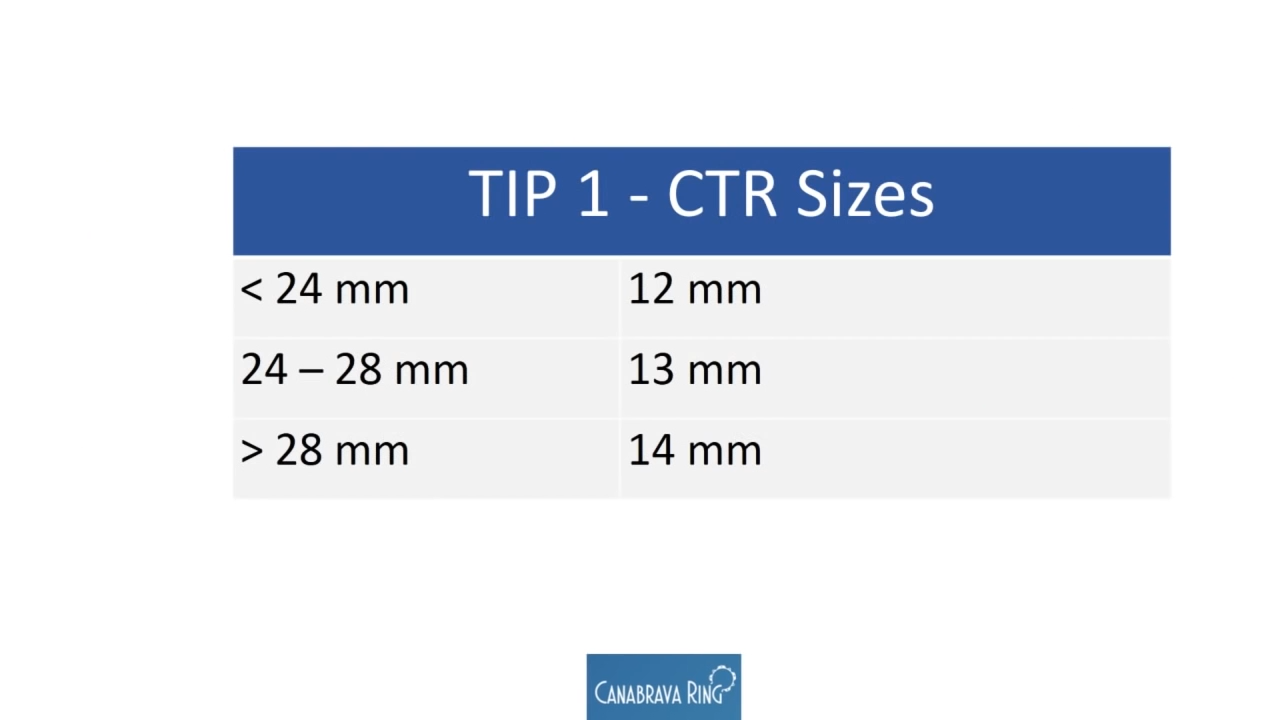 TIP 1 - CTR Sizes
< 24 mm 12 mm
24 – 28 mm 13 mm
> 28 mm 14 mm
CANABRAVA RING